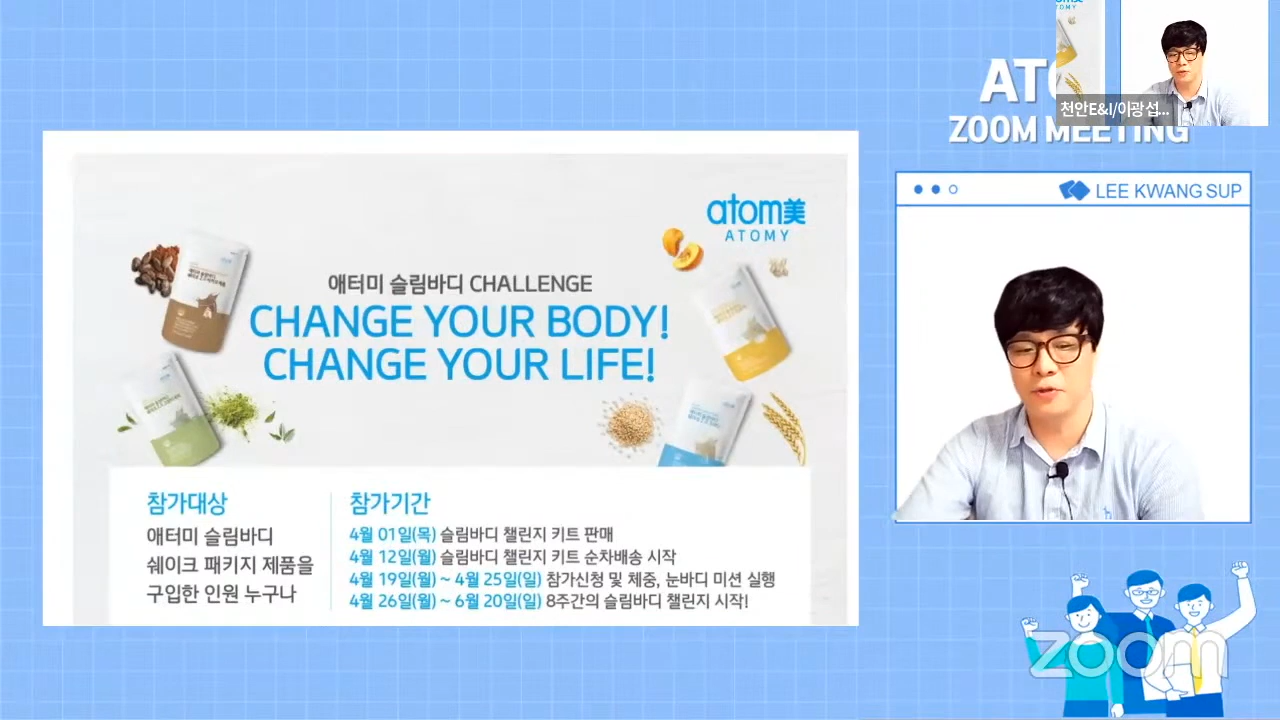 atom美
ATOMY
애터미 슬림바디 CHALLENGE
CHANGE YOUR BODY!
CHANGE YOUR LIFE!
참가대상
애터미 슬림바디
쉐이크 패키지 제품을
구입한 인원 누구나
참가기간
4월 01일(목) 슬림바디 챌린지 키트 판매
4월 12일(월) 슬림바디 챌린지 키트 순차배송 시작
4월 19일(월) ~ 4월 25일(일) 참가신청 및 체중, 눈바디 미션 실행
4월 26일(월) ~ 6월 20일(일) 8주간의 슬림바디 챌린지 시작!
천안E&I/이광섭...
ZOOM MEETING
LEE KWANG SUP
zoom